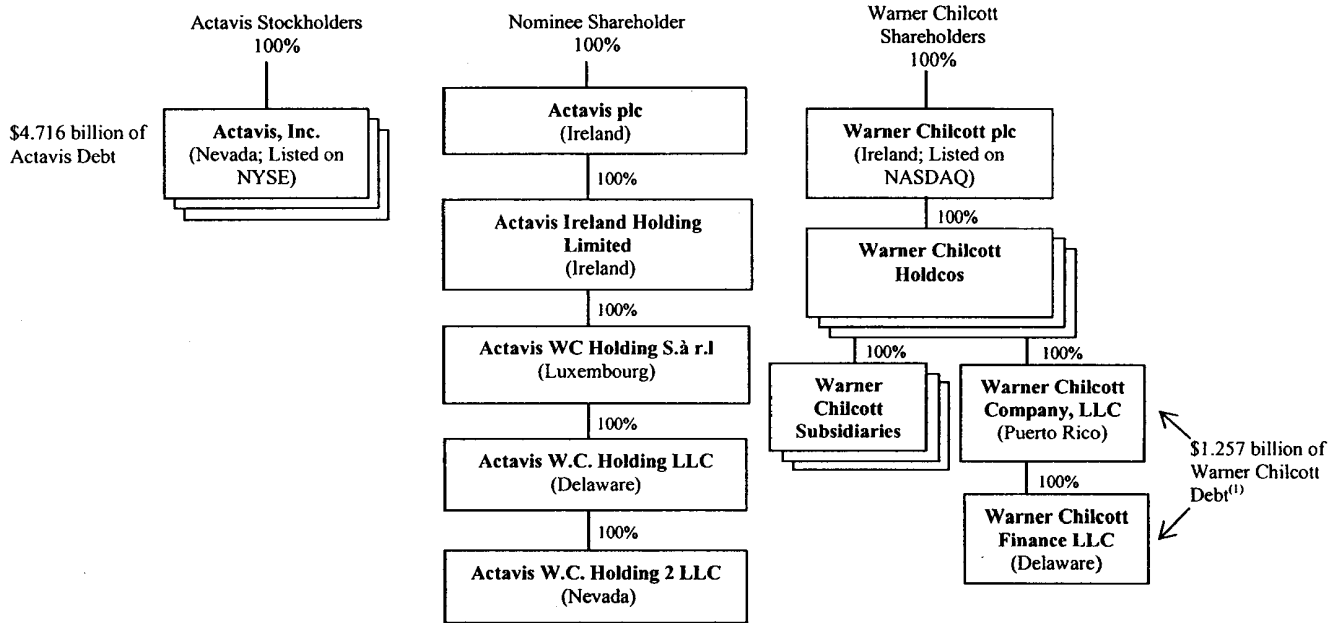 Actavis Stockholders
100%
$4.716 billion of
Actavis Debt
Actavis, Inc.
(Nevada; Listed on
NYSE)
Nominee Shareholder
100%
Actavis plc
(Ireland)
100%
Actavis Ireland Holding
Limited
(Ireland)
100%
Actavis WC Holding S.à r.l
(Luxembourg)
100%
Actavis W.C. Holding LLC
(Delaware)
100%
Actavis W.C. Holding 2 LLC
(Nevada)
Warner Chilcott
Shareholders
100%
Warner Chilcott plc
(Ireland; Listed on
NASDAQ)
100%
Warner Chilcott
Holdcos
100%
Warner
Chilcott
Subsidiaries
100%
Warner Chilcott
Company, LLC
(Puerto Rico)
100%
Warner Chilcott
Finance LLC
(Delaware)
$1.257 billion of
Warner Chilcott
Debt(1)